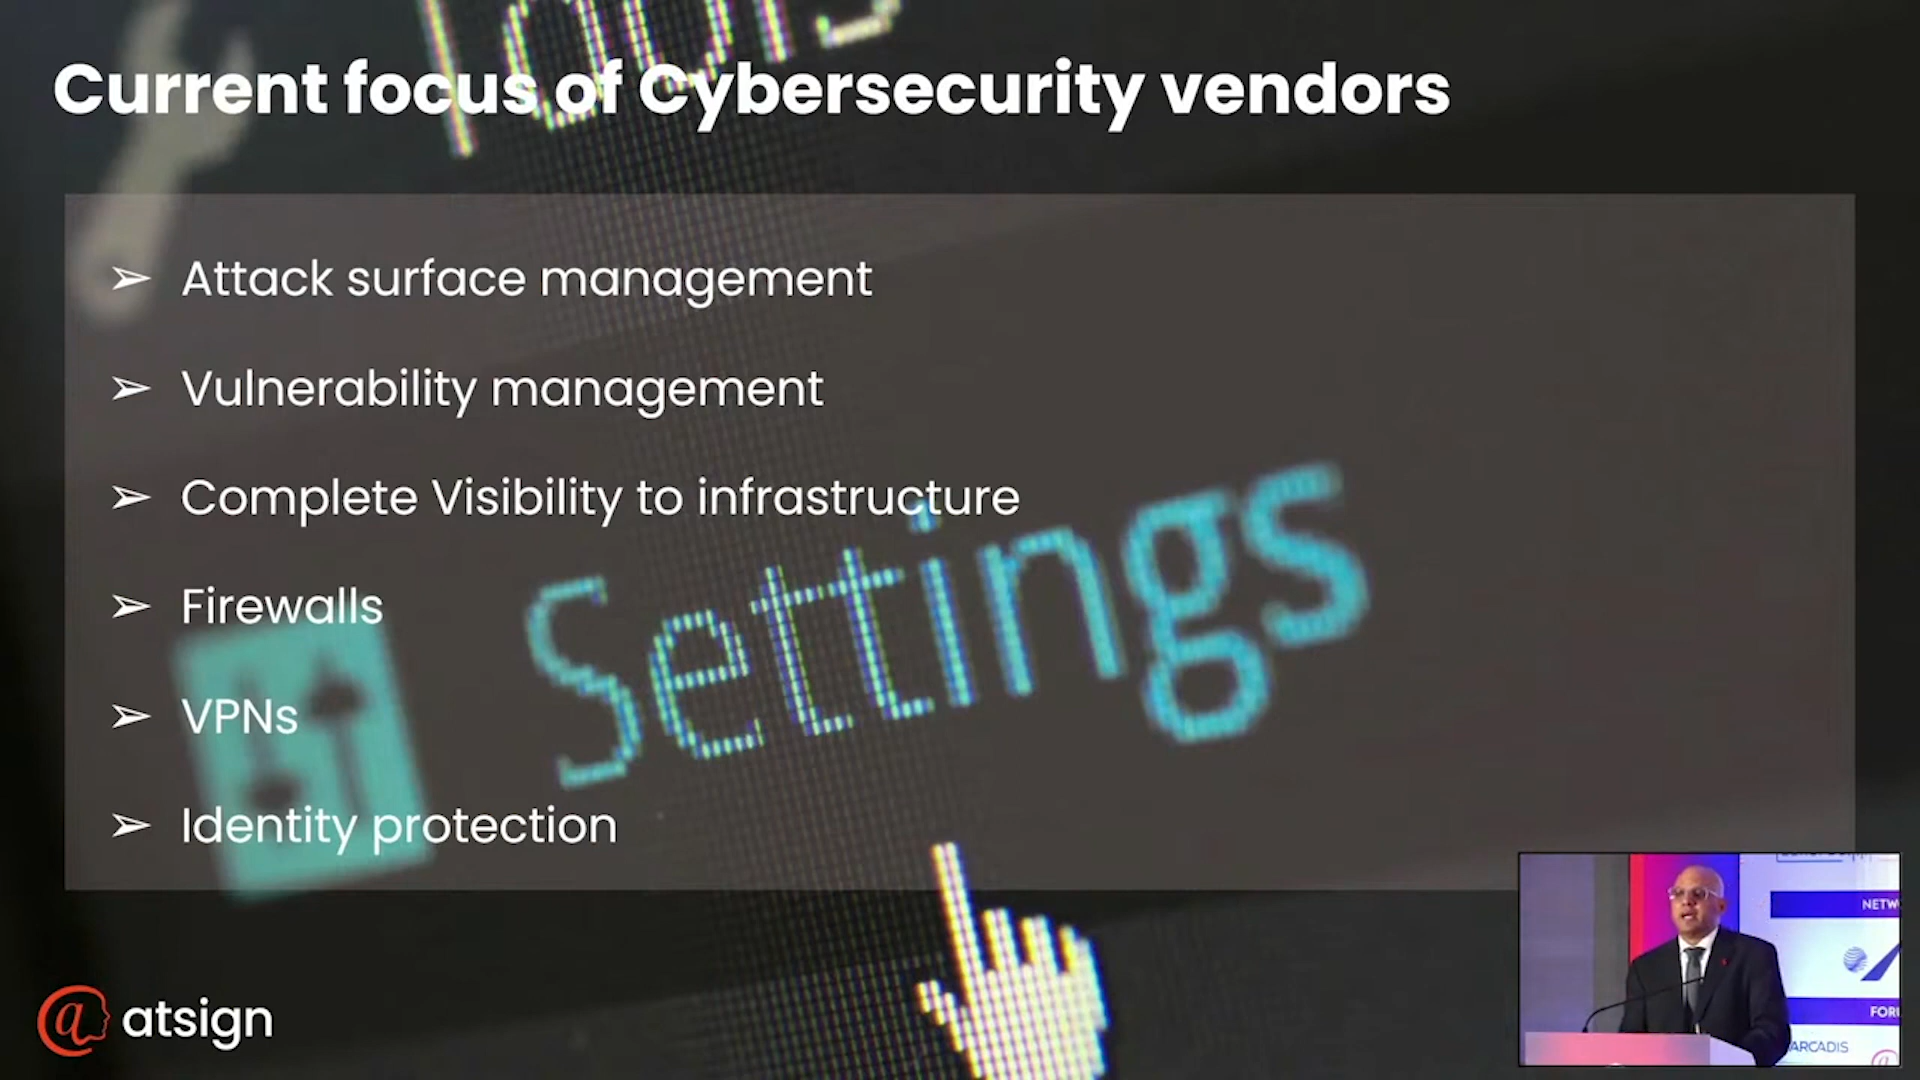 Current focus of Cybersecurity vendors
➢ Attack surface management
➢ Vulnerability management
➢ Complete Visibility to infrastructure
➢ Firewalls
➢ VPNs
➢ Identity protection
Settings
@ atsign
ARCADIS